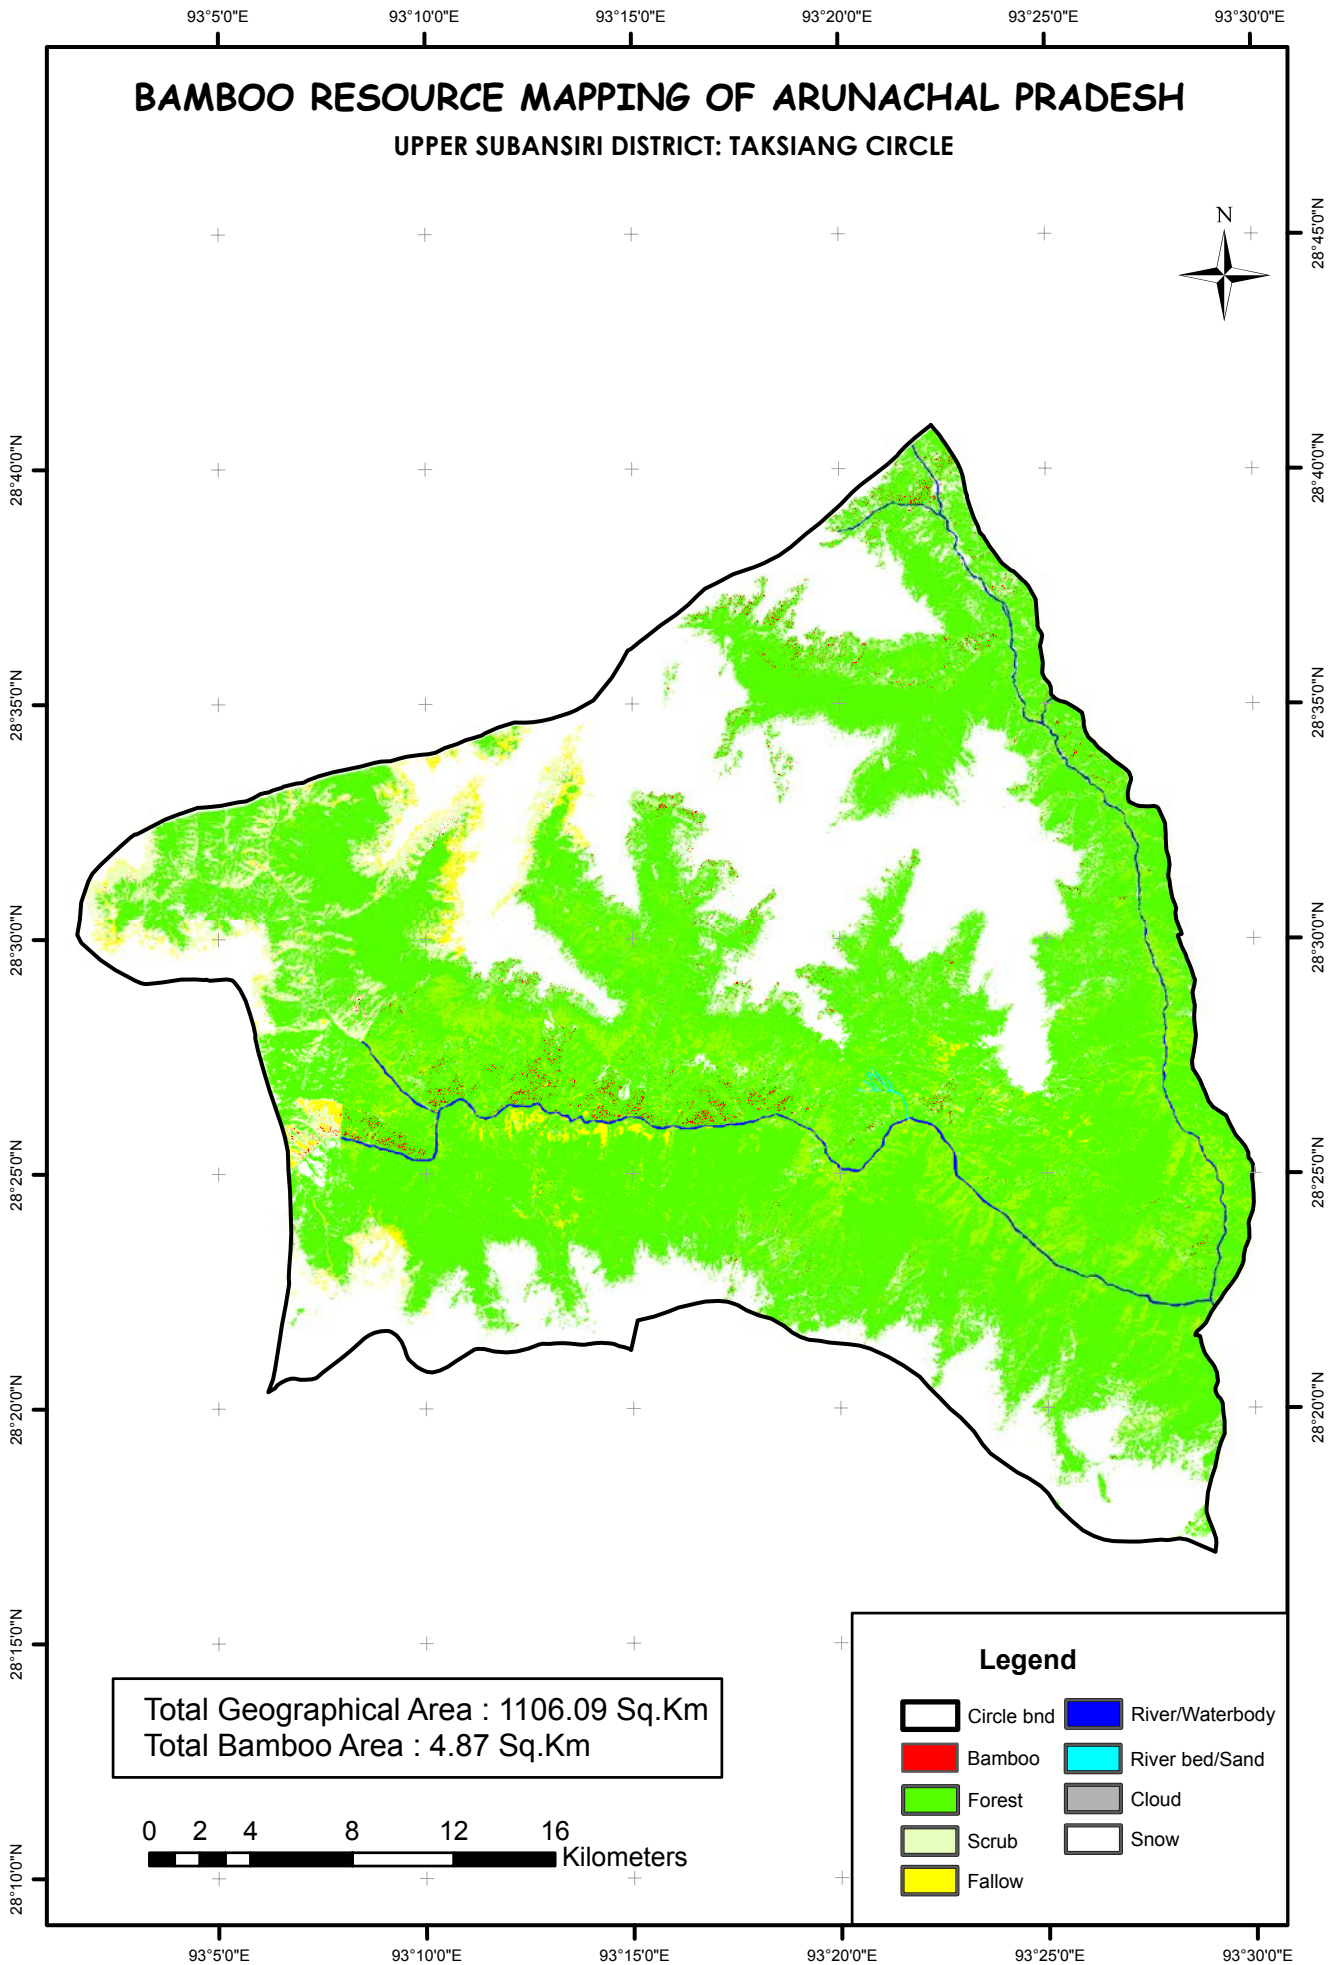 93°5'0"E 93°10'0"E 93°15'0"E 93°20'0"E 93°25'0"E 93°30'0"E
BAMBOO RESOURCE MAPPING OF ARUNACHAL PRADESH
UPPER SUBANSIRI DISTRICT: TAKSIANG CIRCLE
N
28°45'0"N
28°40'0"N 28°40'0"N
28°35'0"N 28°35'0"N
28°30'0"N 28°30'0"N
28°25'0"N 28°25'0"N
28°20'0"N 28°20'0"N
28°15'0"N
28°10'0"N
Total Geographical Area : 1106.09 Sq.Km
Total Bamboo Area : 4.87 Sq.Km
0 2 4 8 12 16
Kilometers
Legend
Circle bnd
Bamboo
Forest
Scrub
Fallow
River/Waterbody
River bed/Sand
Cloud
Snow
93°5'0"E 93°10'0"E 93°15'0"E 93°20'0"E 93°25'0"E 93°30'0"E